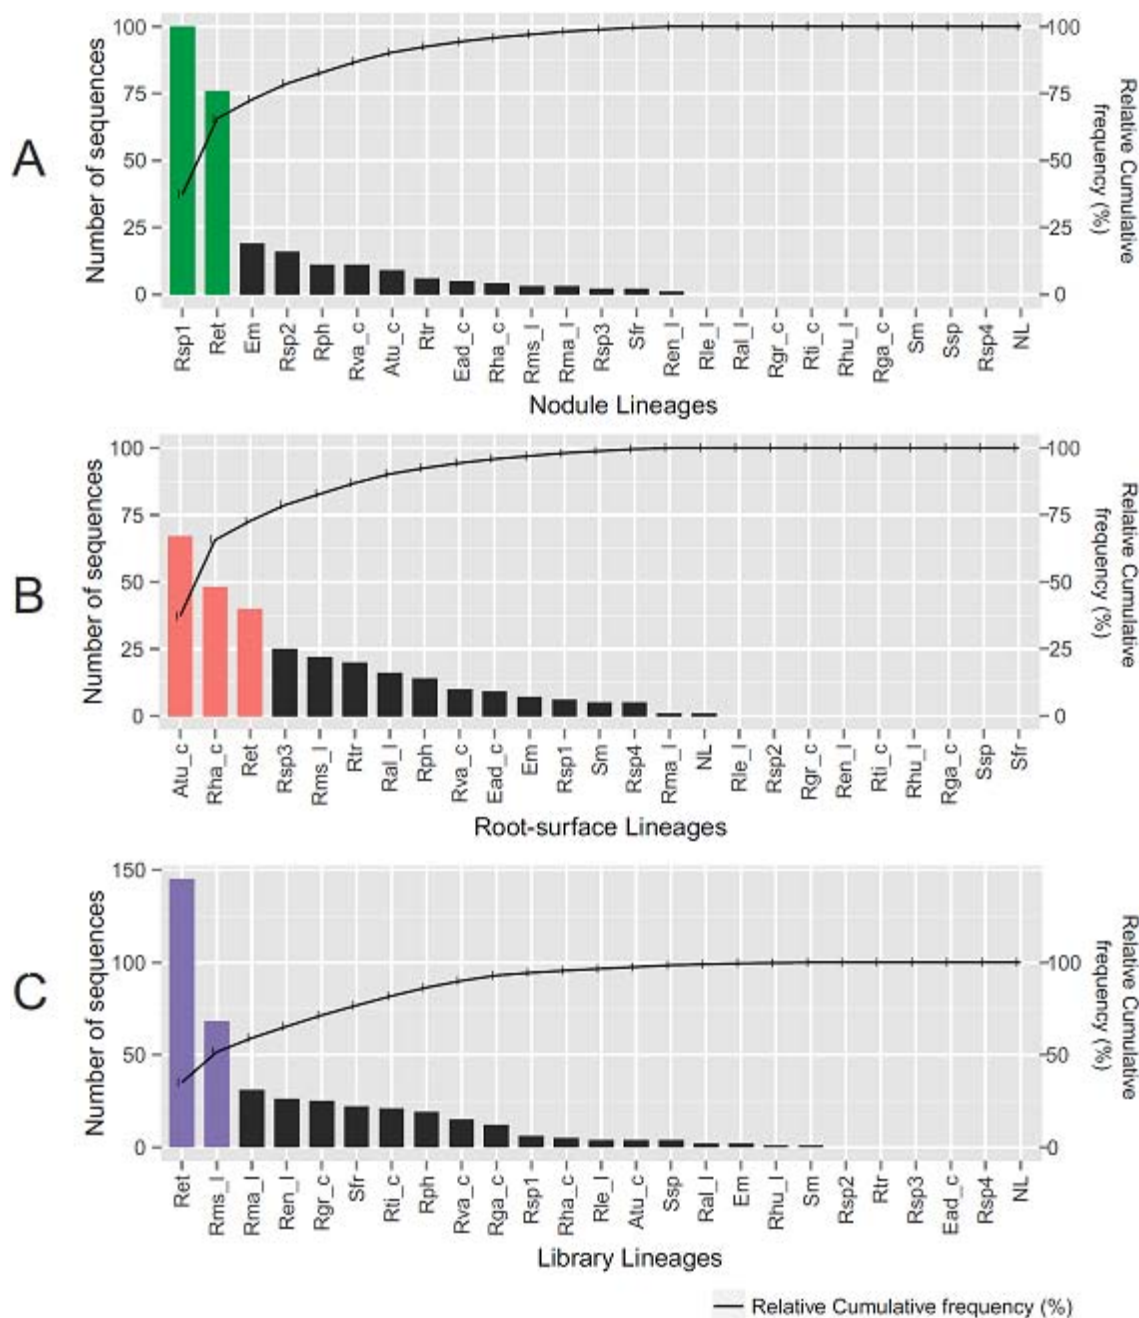 A
Number of sequences
100
75
50
25
0
100
75
50
25
0
Relative Cumulative
frequency (%)
Rsp1 Ret Em Rsp2 Rph Rva_c Atu_c Rtr Ead_c Rha_c Rms_l Rma_l Rsp3 Sfr Ren_l Rle_l Ral_l Rgr_c Rti_c Rhu_l Rga_c Sm Ssp Rsp4 NL
Nodule Lineages
B
Number of sequences
100
75
50
25
0
100
75
50
25
0
Relative Cumulative
frequency (%)
Atu_c Rha_c Ret Rsp3 Rms_l Rtr Ral_l Rph Rva_c Ead_c Em Rsp1 Sm Rsp4 Rma_l NL Rle_l Rsp2 Rgr_c Ren_l Rti_c Rhu_l Rga_c Ssp Sfr
Root-surface Lineages
C
Number of sequences
150
100
50
0
100
50
0
Relative Cumulative
frequency (%)
Ret Rms_l Rma_l Ren_l Rgr_c Sfr Rti_c Rph Rva_c Rga_c Rsp1 Rha_c Rle_l Atu_c Ssp Ral_l Em Rhu_l Sm Rsp2 Rtr Rsp3 Ead_c Rsp4 NL
Library Lineages
Relative Cumulative frequency (%)